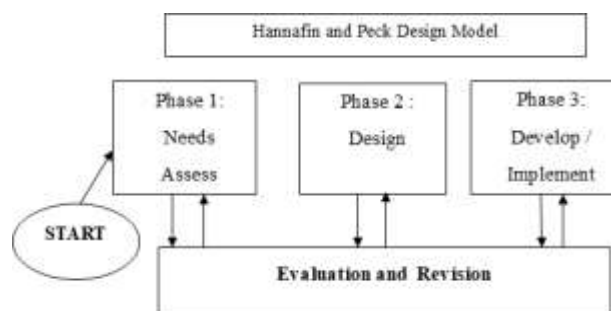 Hannafin and Peck Design Model
Phase 1:
Needs
Assess
Phase 2 :
Design
Phase 3:
Develop /
Implement
START
Evaluation and Revision